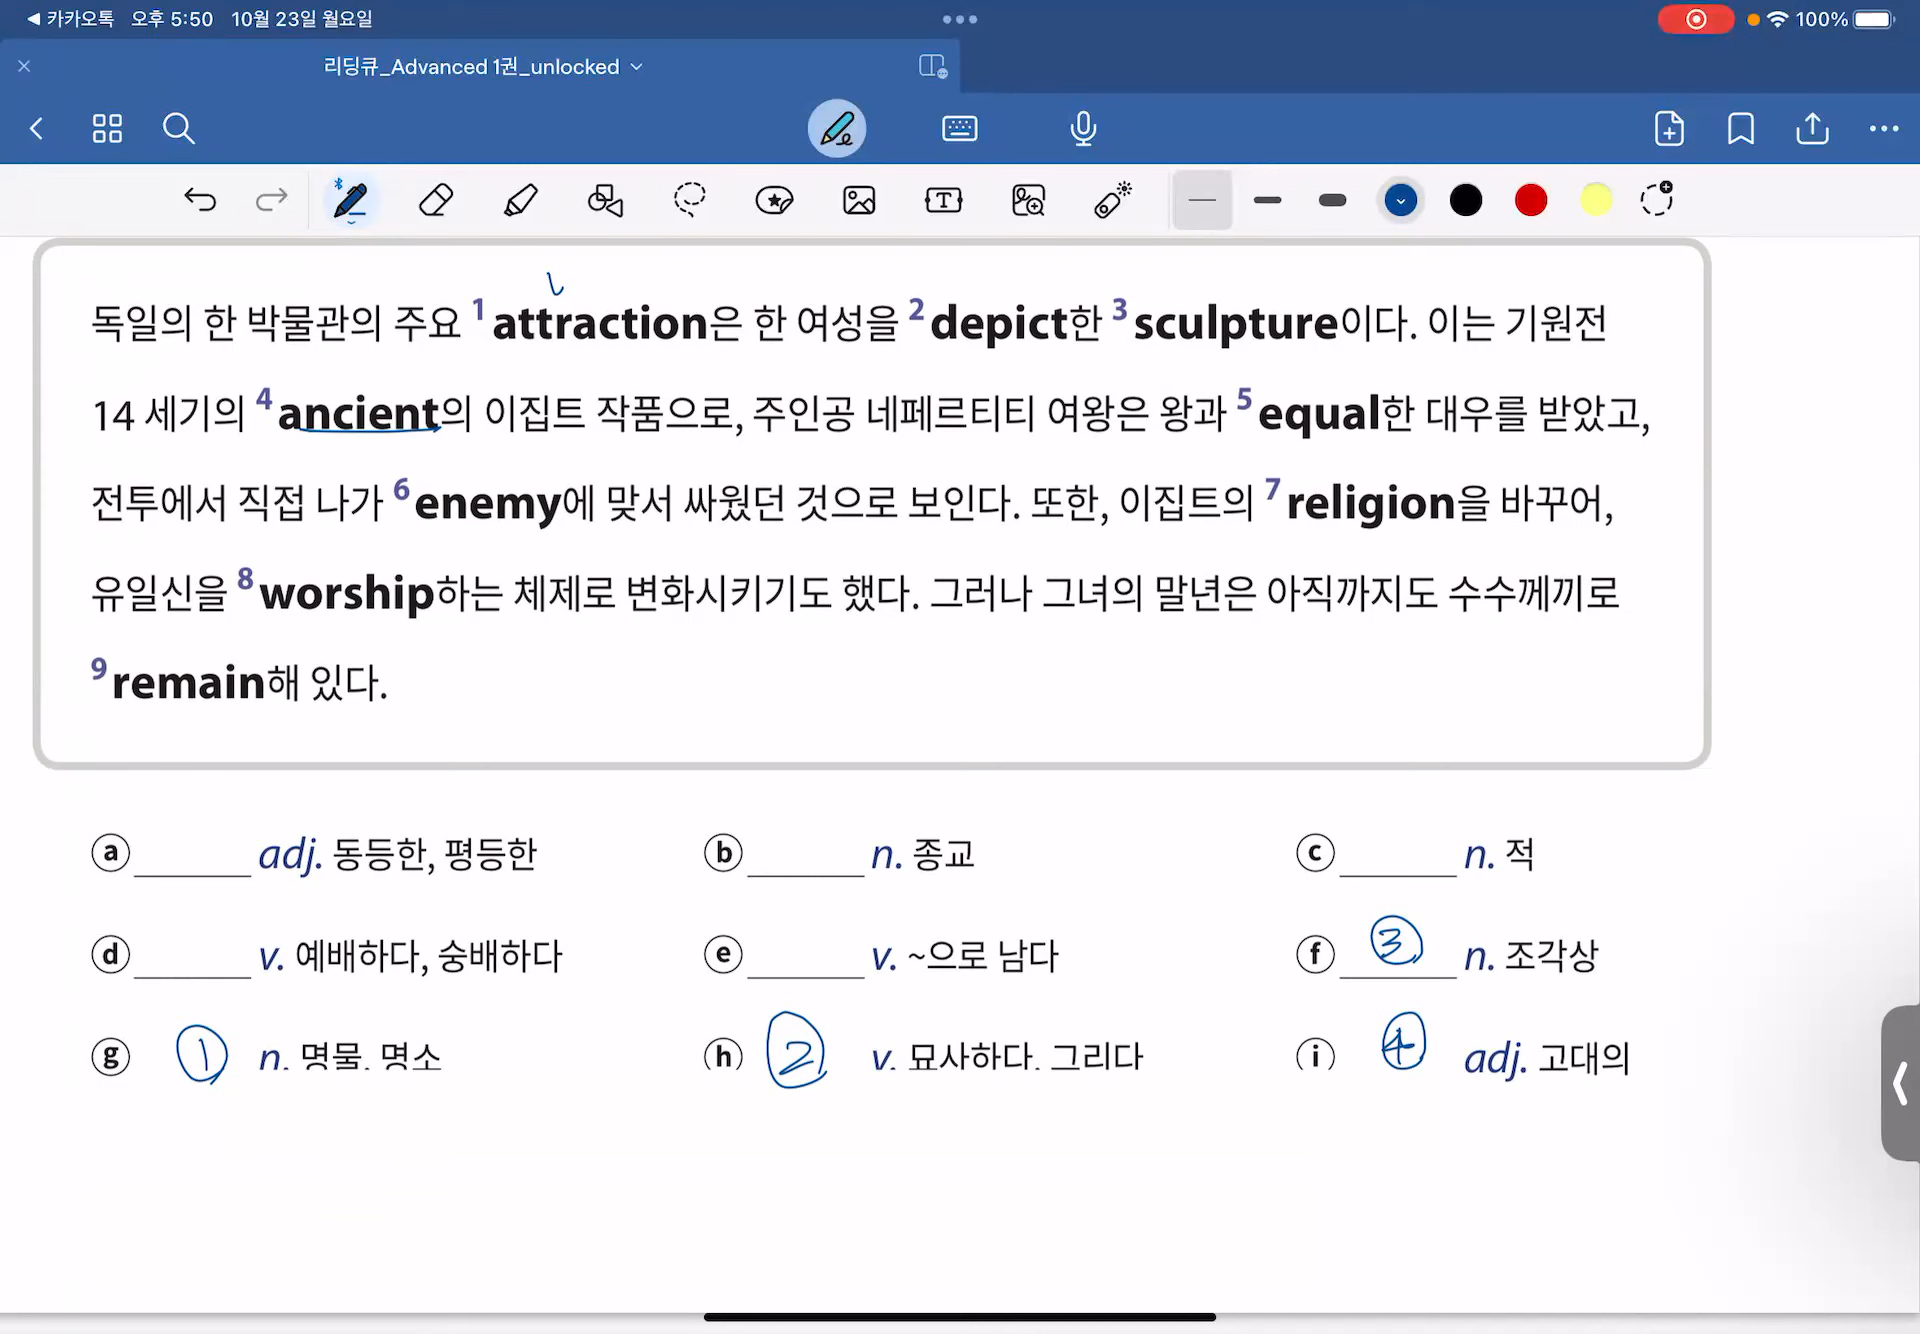 ◀ 카카오톡 오후 5:50 10월 23일 월요일
100%
리딩큐_Advanced 1권_unlocked
독일의 한 박물관의 주요 1 attraction은 한 여성을 2 depict한 3 sculpture이다. 이는 기원전
14 세기의 4 ancient의 이집트 작품으로, 주인공 네페르티티 여왕은 왕과 5 equal한 대우를 받았고,
전투에서 직접 나가 6 enemy에 맞서 싸웠던 것으로 보인다. 또한, 이집트의 7 religion을 바꾸어,
유일신을 8 worship하는 체제로 변화시키기도 했다. 그러나 그녀의 말년은 아직까지도 수수께끼로
9 remain해 있다.
ⓐ ______ adj. 동등한, 평등한 ⓑ ______ n. 종교 ⓒ ______ n. 적
ⓓ ______ v. 예배하다, 숭배하다 ⓔ ______ v. ~으로 남다 ⓕ ③ n. 조각상
ⓖ ① n. 명물, 명소 ⓗ ② v. 묘사하다, 그리다 ⓘ ④ adj. 고대의